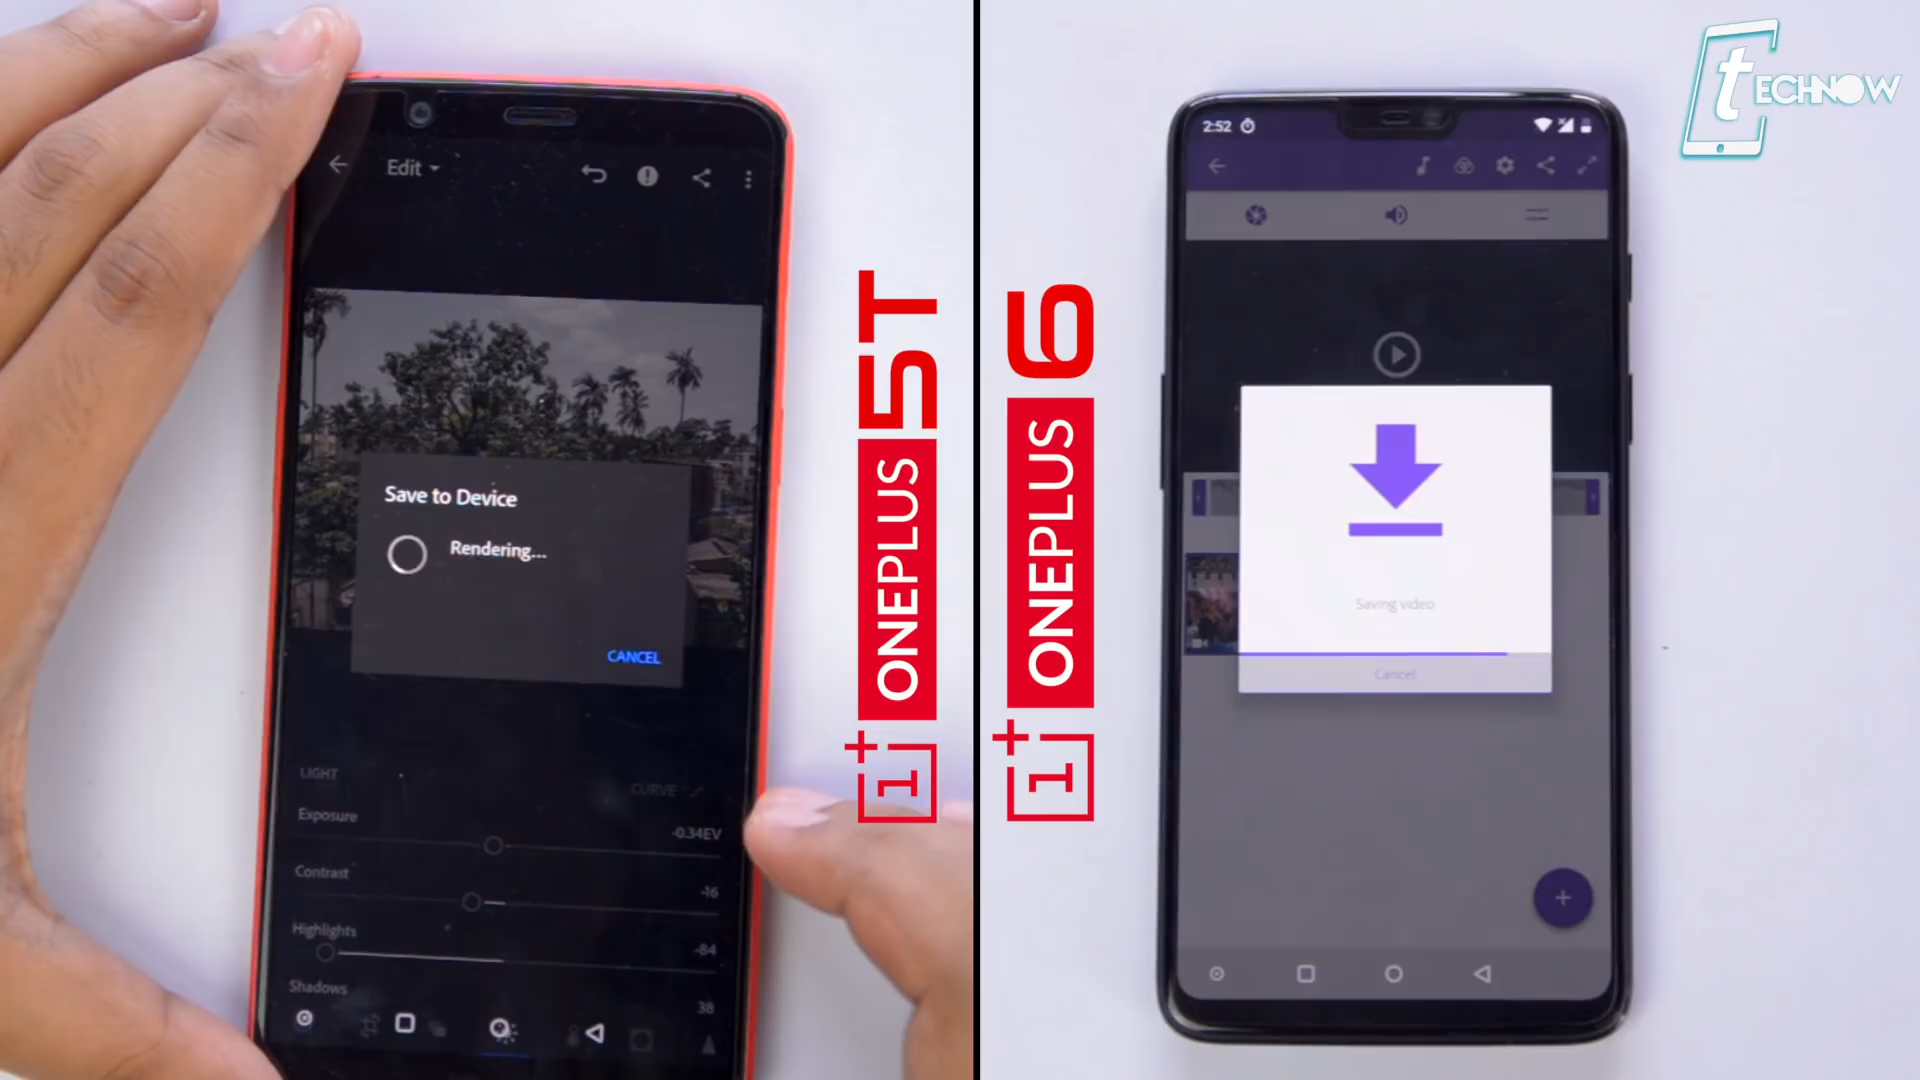 Edit
Save to Device
Rendering...
CANCEL
LIGHT
CURVE
Exposure
-0.34EV
Contrast
-16
Highlights
-84
Shadows
38
ONEPLUS 5T
ONEPLUS 6
2:52
Saving video
Cancel
tECHNOW